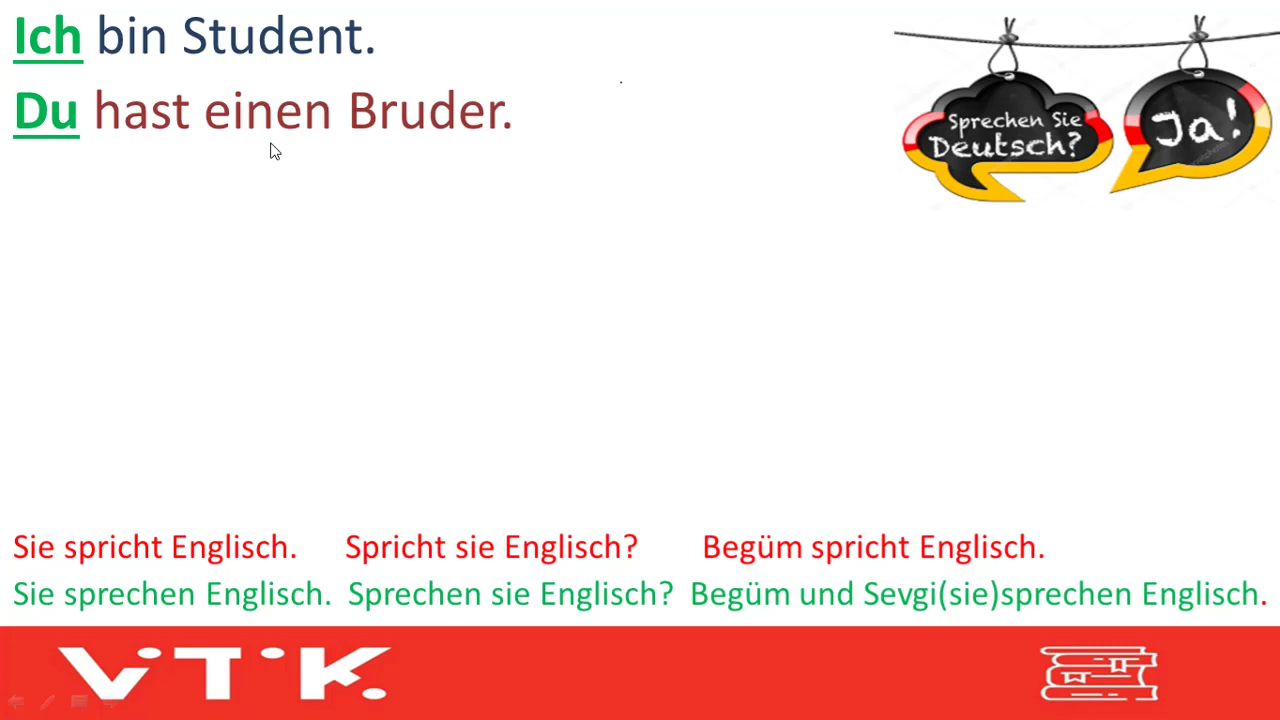 Ich bin Student.
Du hast einen Bruder.
Sprechen Sie
Deutsch?
Ja!
Sie spricht Englisch. Spricht sie Englisch? Begüm spricht Englisch.
Sie sprechen Englisch. Sprechen sie Englisch? Begüm und Sevgi(sie)sprechen Englisch.
VTK